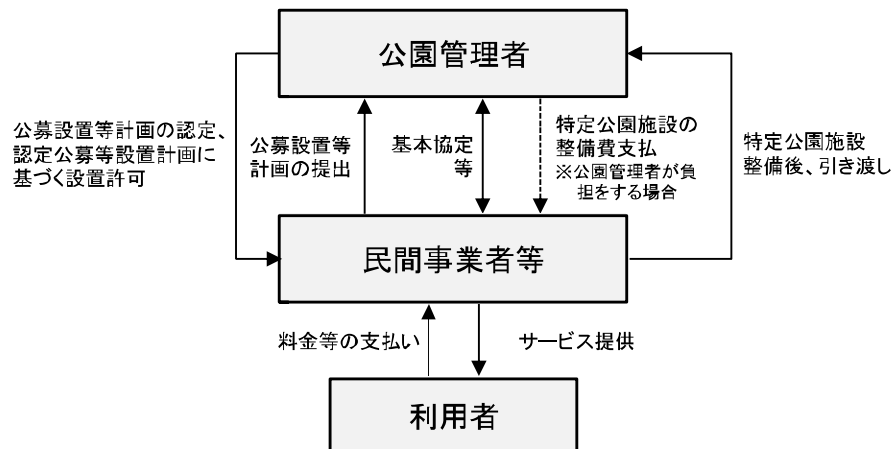 公園管理者
公募設置等計画の認定、
認定公募等設置計画に
基づく設置許可
公募設置等
計画の提出
基本協定
等
特定公園施設の
整備費支払
※公園管理者が負
担をする場合
特定公園施設
整備後、引き渡し
民間事業者等
料金等の支払い
サービス提供
利用者